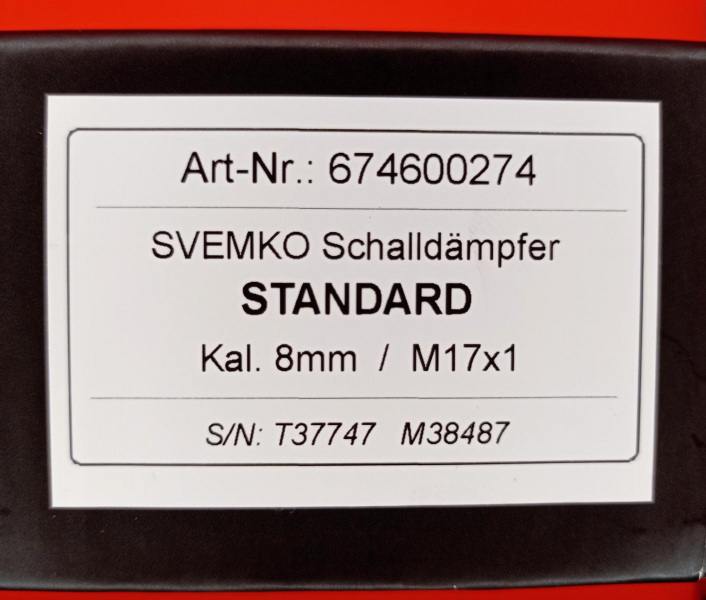 Art-Nr.: 674600274
SVEMKO Schalldämpfer
STANDARD
Kal. 8mm / M17x1
S/N: T37747 M38487